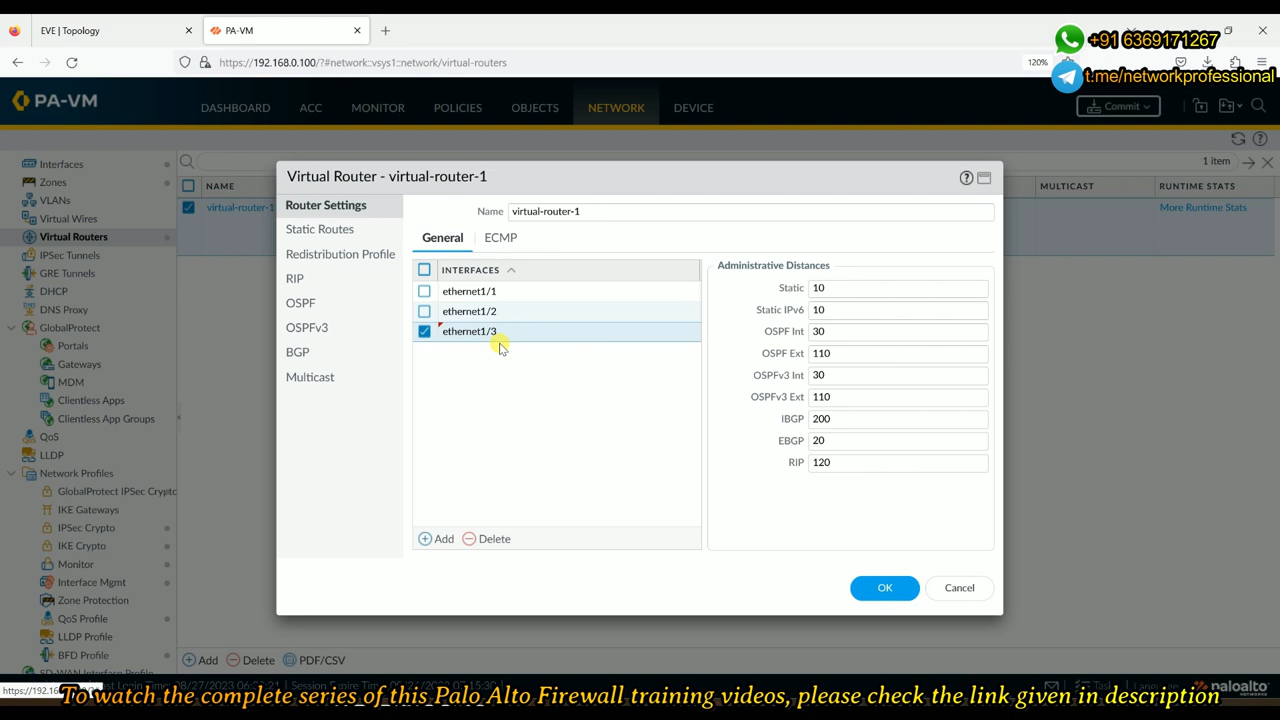 EVE | Topology
PA-VM
+91 6369171267
https://192.168.0.100/?#network::vsys1::network/virtual-routers
120%
t.me/networkprofessional
PA-VM
DASHBOARD
ACC
MONITOR
POLICIES
OBJECTS
NETWORK
DEVICE
Commit
1 item
Interfaces
Zones
VLANs
Virtual Wires
Virtual Routers
IPSec Tunnels
GRE Tunnels
DHCP
DNS Proxy
GlobalProtect
Portals
Gateways
MDM
Clientless Apps
Clientless App Groups
QoS
LLDP
Network Profiles
GlobalProtect IPSec Crypto
IKE Gateways
IPSec Crypto
IKE Crypto
Monitor
Interface Mgmt
Zone Protection
QoS Profile
LLDP Profile
BFD Profile
SD-WAN Interface Profile
NAME
MULTICAST
RUNTIME STATS
virtual-router-1
More Runtime Stats
Virtual Router - virtual-router-1
Router Settings
Static Routes
Redistribution Profile
RIP
OSPF
OSPFv3
BGP
Multicast
Name virtual-router-1
General
ECMP
INTERFACES
ethernet1/1
ethernet1/2
ethernet1/3
Add
Delete
Administrative Distances
Static 10
Static IPv6 10
OSPF Int 30
OSPF Ext 110
OSPFv3 Int 30
OSPFv3 Ext 110
IBGP 200
EBGP 20
RIP 120
OK
Cancel
Add
Delete
PDF/CSV
https://192.16
paloalto
To watch the complete series of this Palo Alto Firewall training videos, please check the link given in description